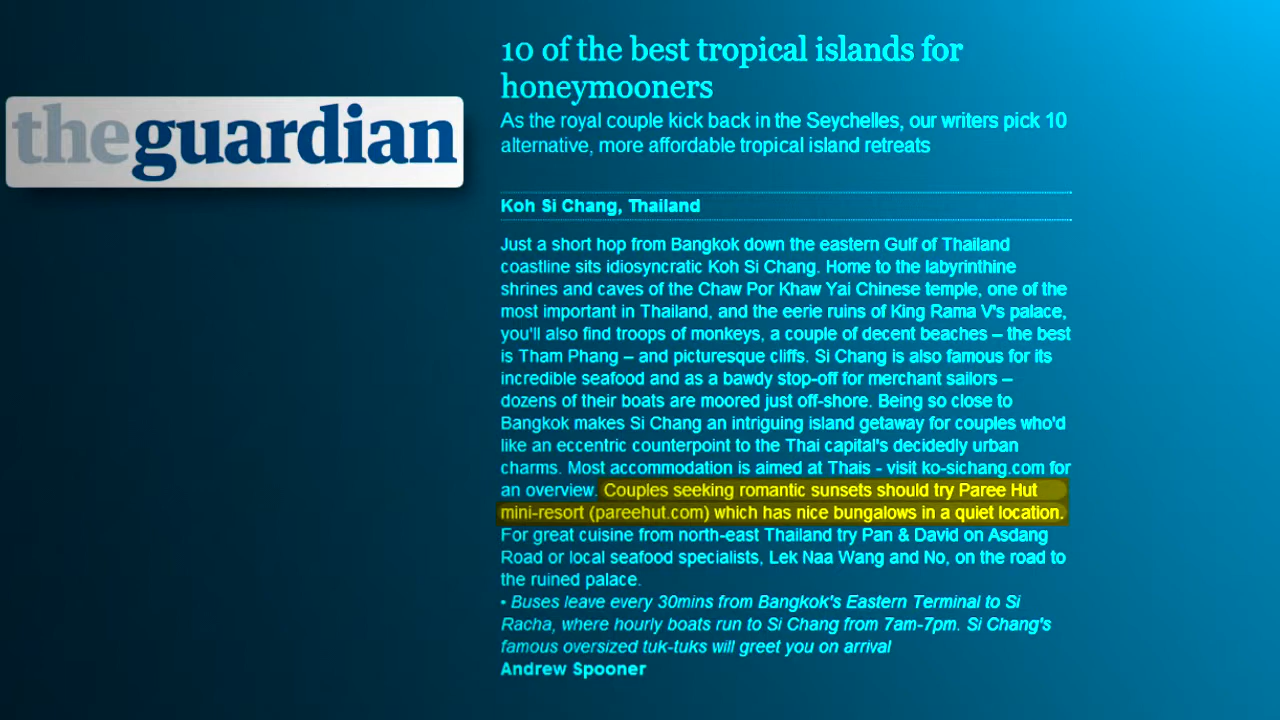 theguardian
10 of the best tropical islands for
honeymooners
As the royal couple kick back in the Seychelles, our writers pick 10
alternative, more affordable tropical island retreats
Koh Si Chang, Thailand
Just a short hop from Bangkok down the eastern Gulf of Thailand
coastline sits idiosyncratic Koh Si Chang. Home to the labyrinthine
shrines and caves of the Chaw Por Khaw Yai Chinese temple, one of the
most important in Thailand, and the eerie ruins of King Rama V's palace,
you'll also find troops of monkeys, a couple of decent beaches – the best
is Tham Phang – and picturesque cliffs. Si Chang is also famous for its
incredible seafood and as a bawdy stop-off for merchant sailors –
dozens of their boats are moored just off-shore. Being so close to
Bangkok makes Si Chang an intriguing island getaway for couples who'd
like an eccentric counterpoint to the Thai capital's decidedly urban
charms. Most accommodation is aimed at Thais - visit ko-sichang.com for
an overview. Couples seeking romantic sunsets should try Paree Hut
mini-resort (pareehut.com) which has nice bungalows in a quiet location.
For great cuisine from north-east Thailand try Pan & David on Asdang
Road or local seafood specialists, Lek Naa Wang and No, on the road to
the ruined palace.
• Buses leave every 30mins from Bangkok's Eastern Terminal to Si
Racha, where hourly boats run to Si Chang from 7am-7pm. Si Chang's
famous oversized tuk-tuks will greet you on arrival
Andrew Spooner